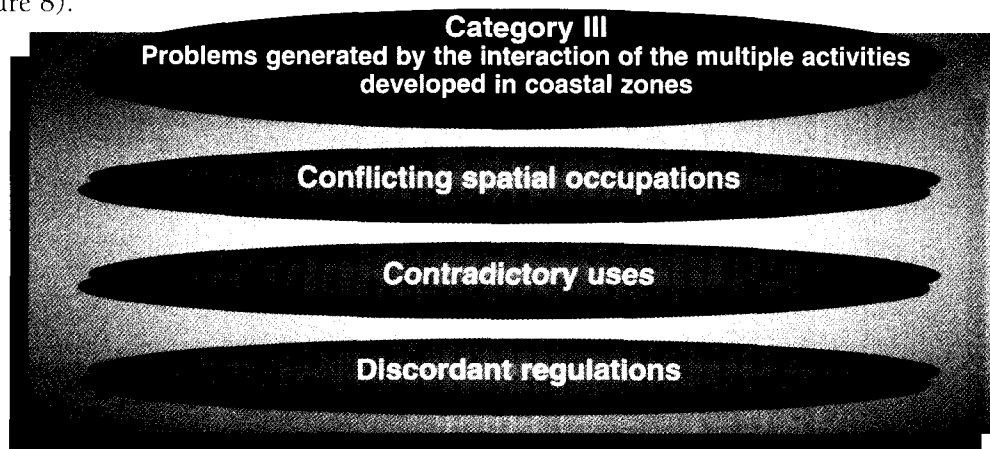 8).
Category III
Problems generated by the interaction of the multiple activities
developed in coastal zones
Conflicting spatial occupations
Contradictory uses
Discordant regulations